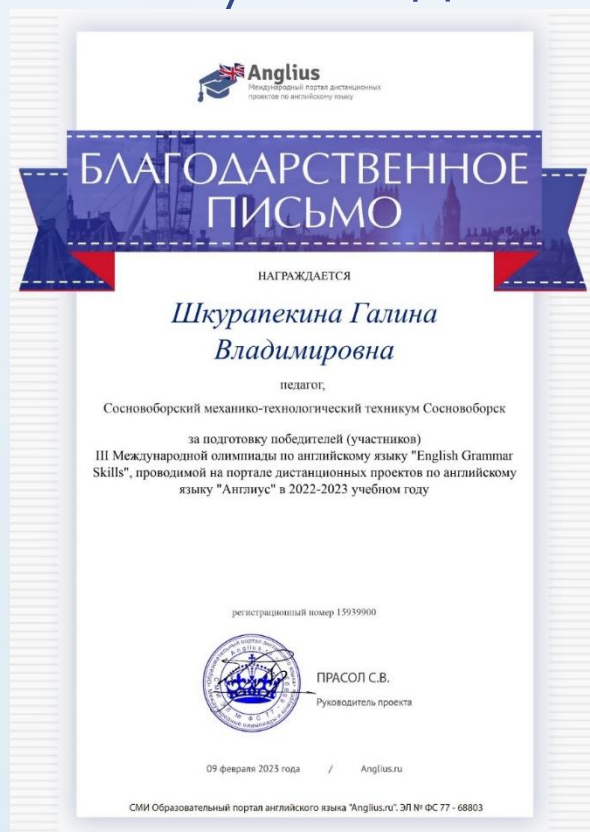 Anglius
Международный портал дистанционных
проектов по английскому языку
БЛАГОДАРСТВЕННОЕ
ПИСЬМО
НАГРАЖДАЕТСЯ
Шкурапекина Галина
Владимировна
педагог,
Сосновоборский механико-технологический техникум Сосновоборск
за подготовку победителей (участников)
III Международной олимпиады по английскому языку "English Grammar
Skills", проводимой на портале дистанционных проектов по английскому
языку "Англиус" в 2022-2023 учебном году
регистрационный номер 15939900
ПРАСОЛ С.В.
Руководитель проекта
09 февраля 2023 года / Anglius.ru
СМИ Образовательный портал английского языка "Anglius.ru". ЭЛ № ФС 77 - 68803